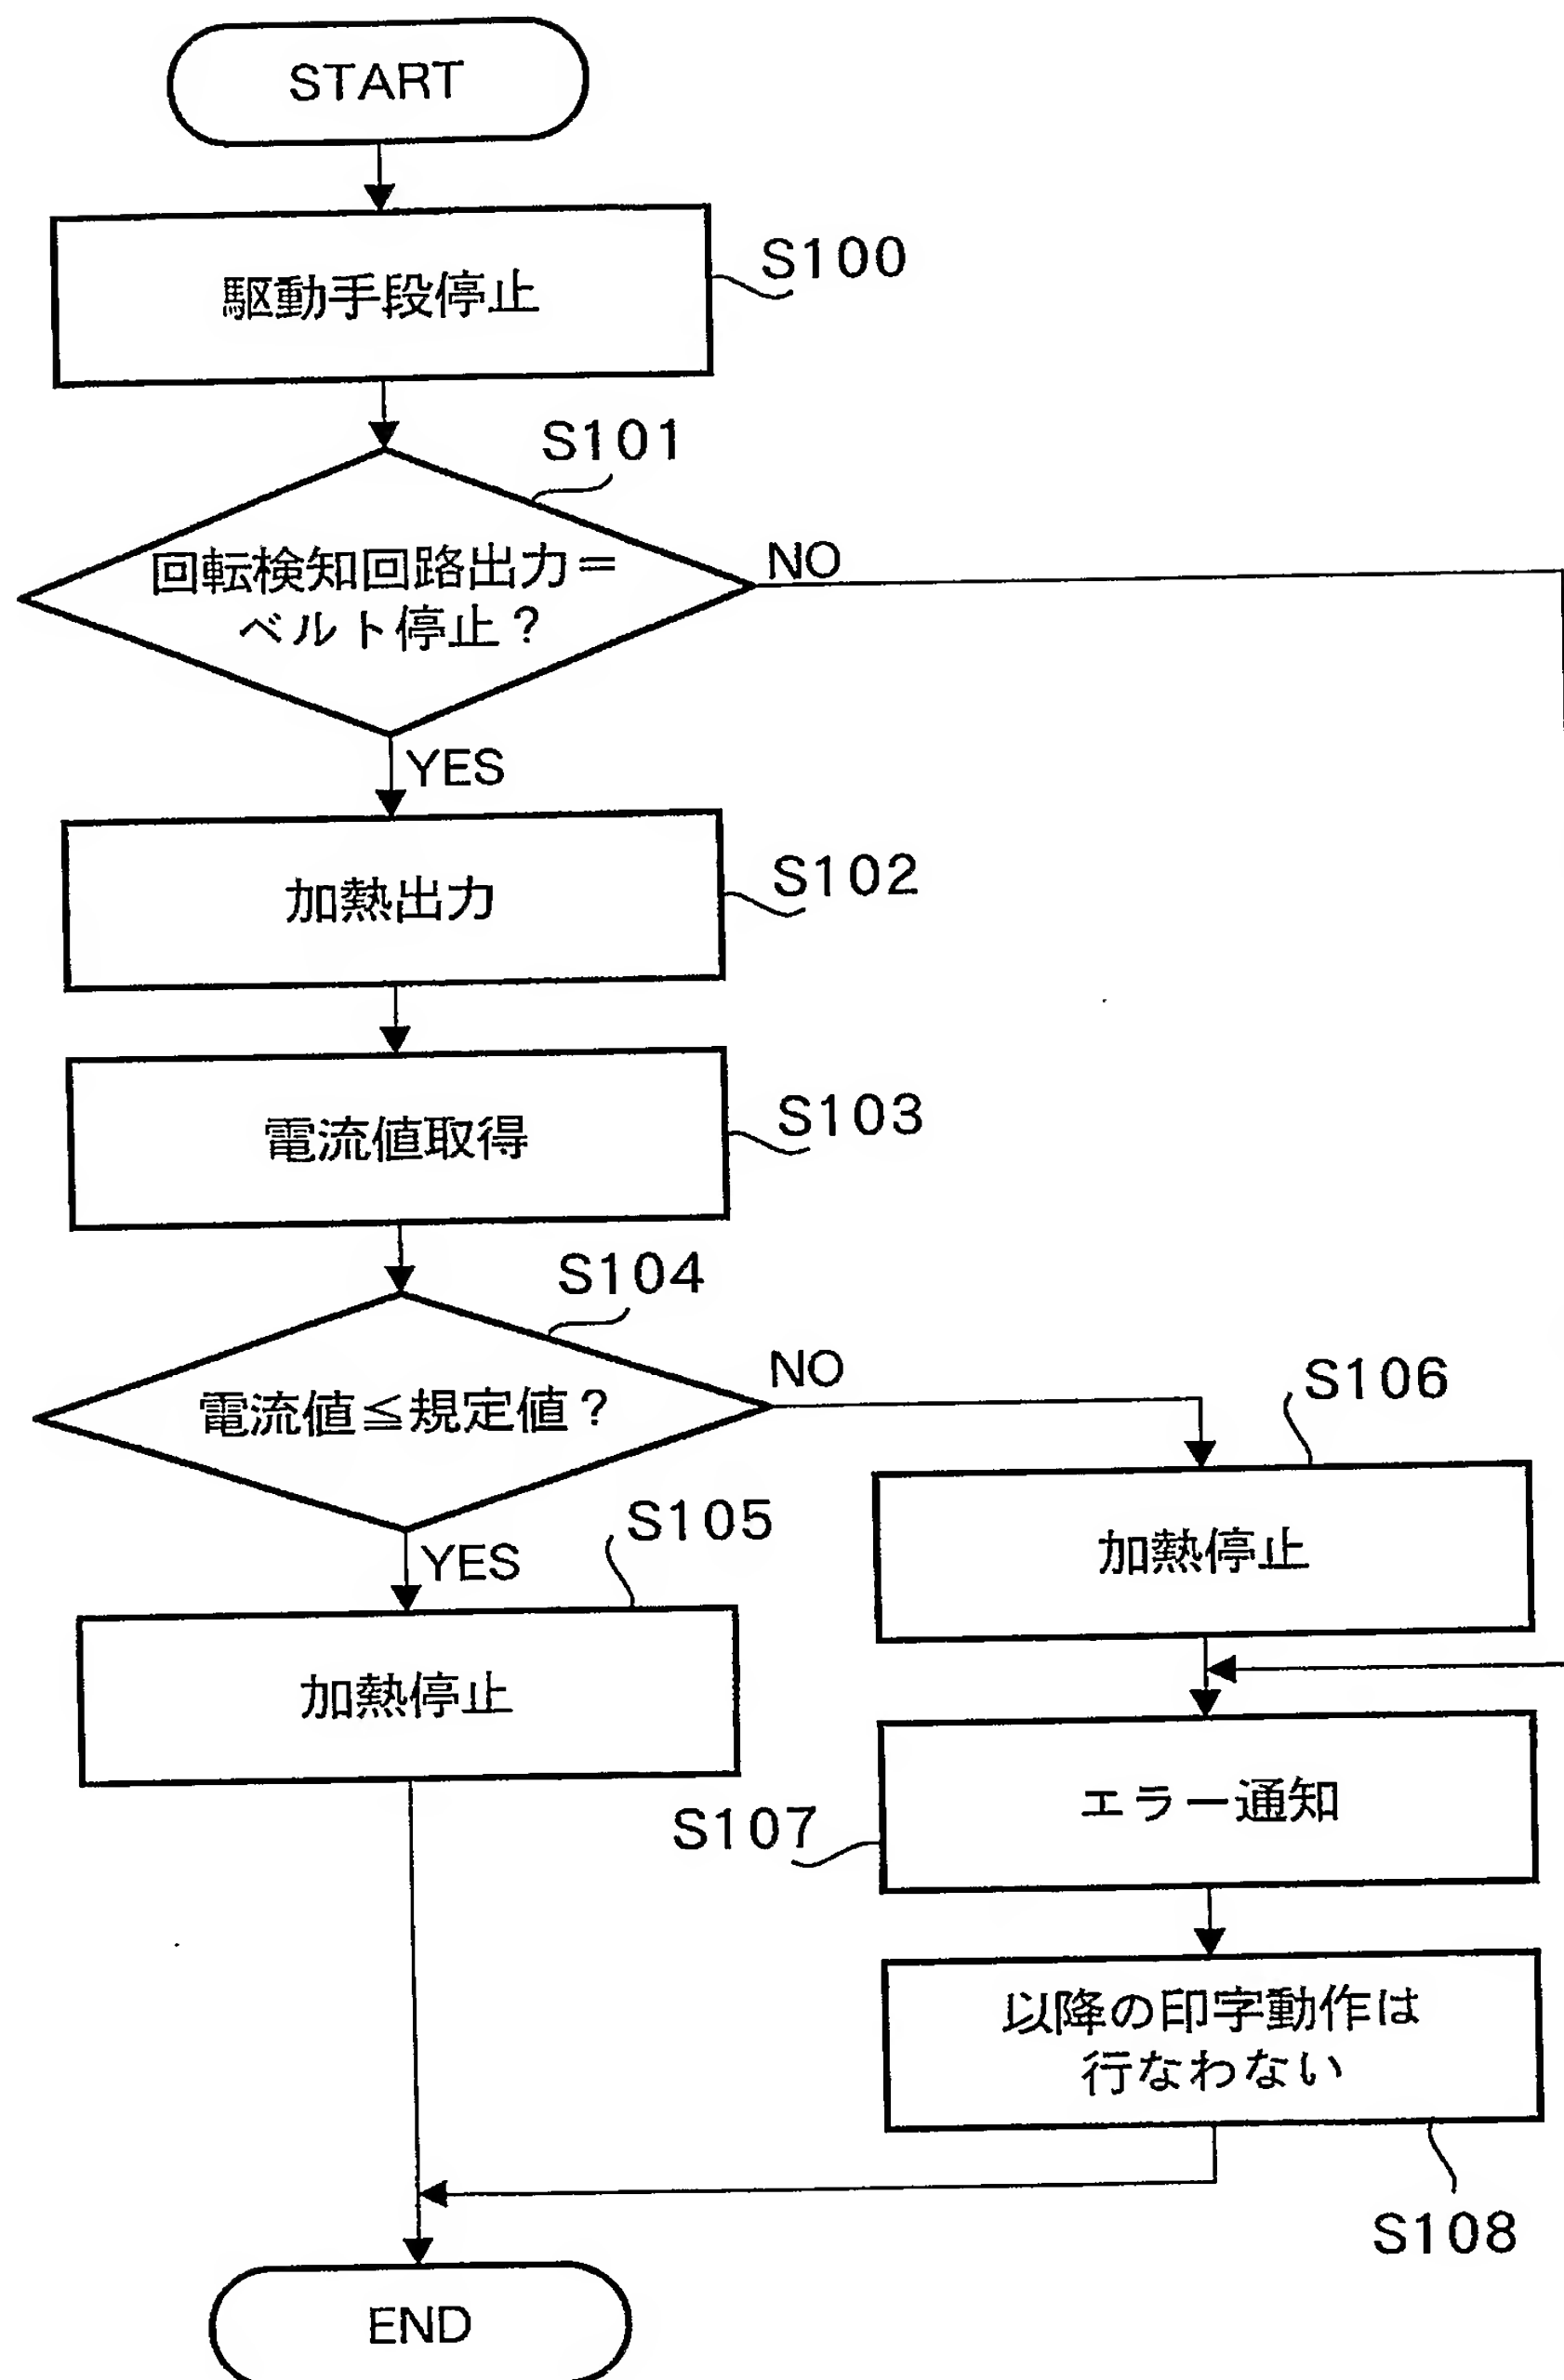 START
駆動手段停止
S100
S101
回転検知回路出力＝
ベルト停止？
NO
YES
加熱出力
S102
電流値取得
S103
S104
電流値≦規定値？
NO
YES
S105
加熱停止
S106
加熱停止
エラー通知
S107
以降の印字動作は
行なわない
S108
END